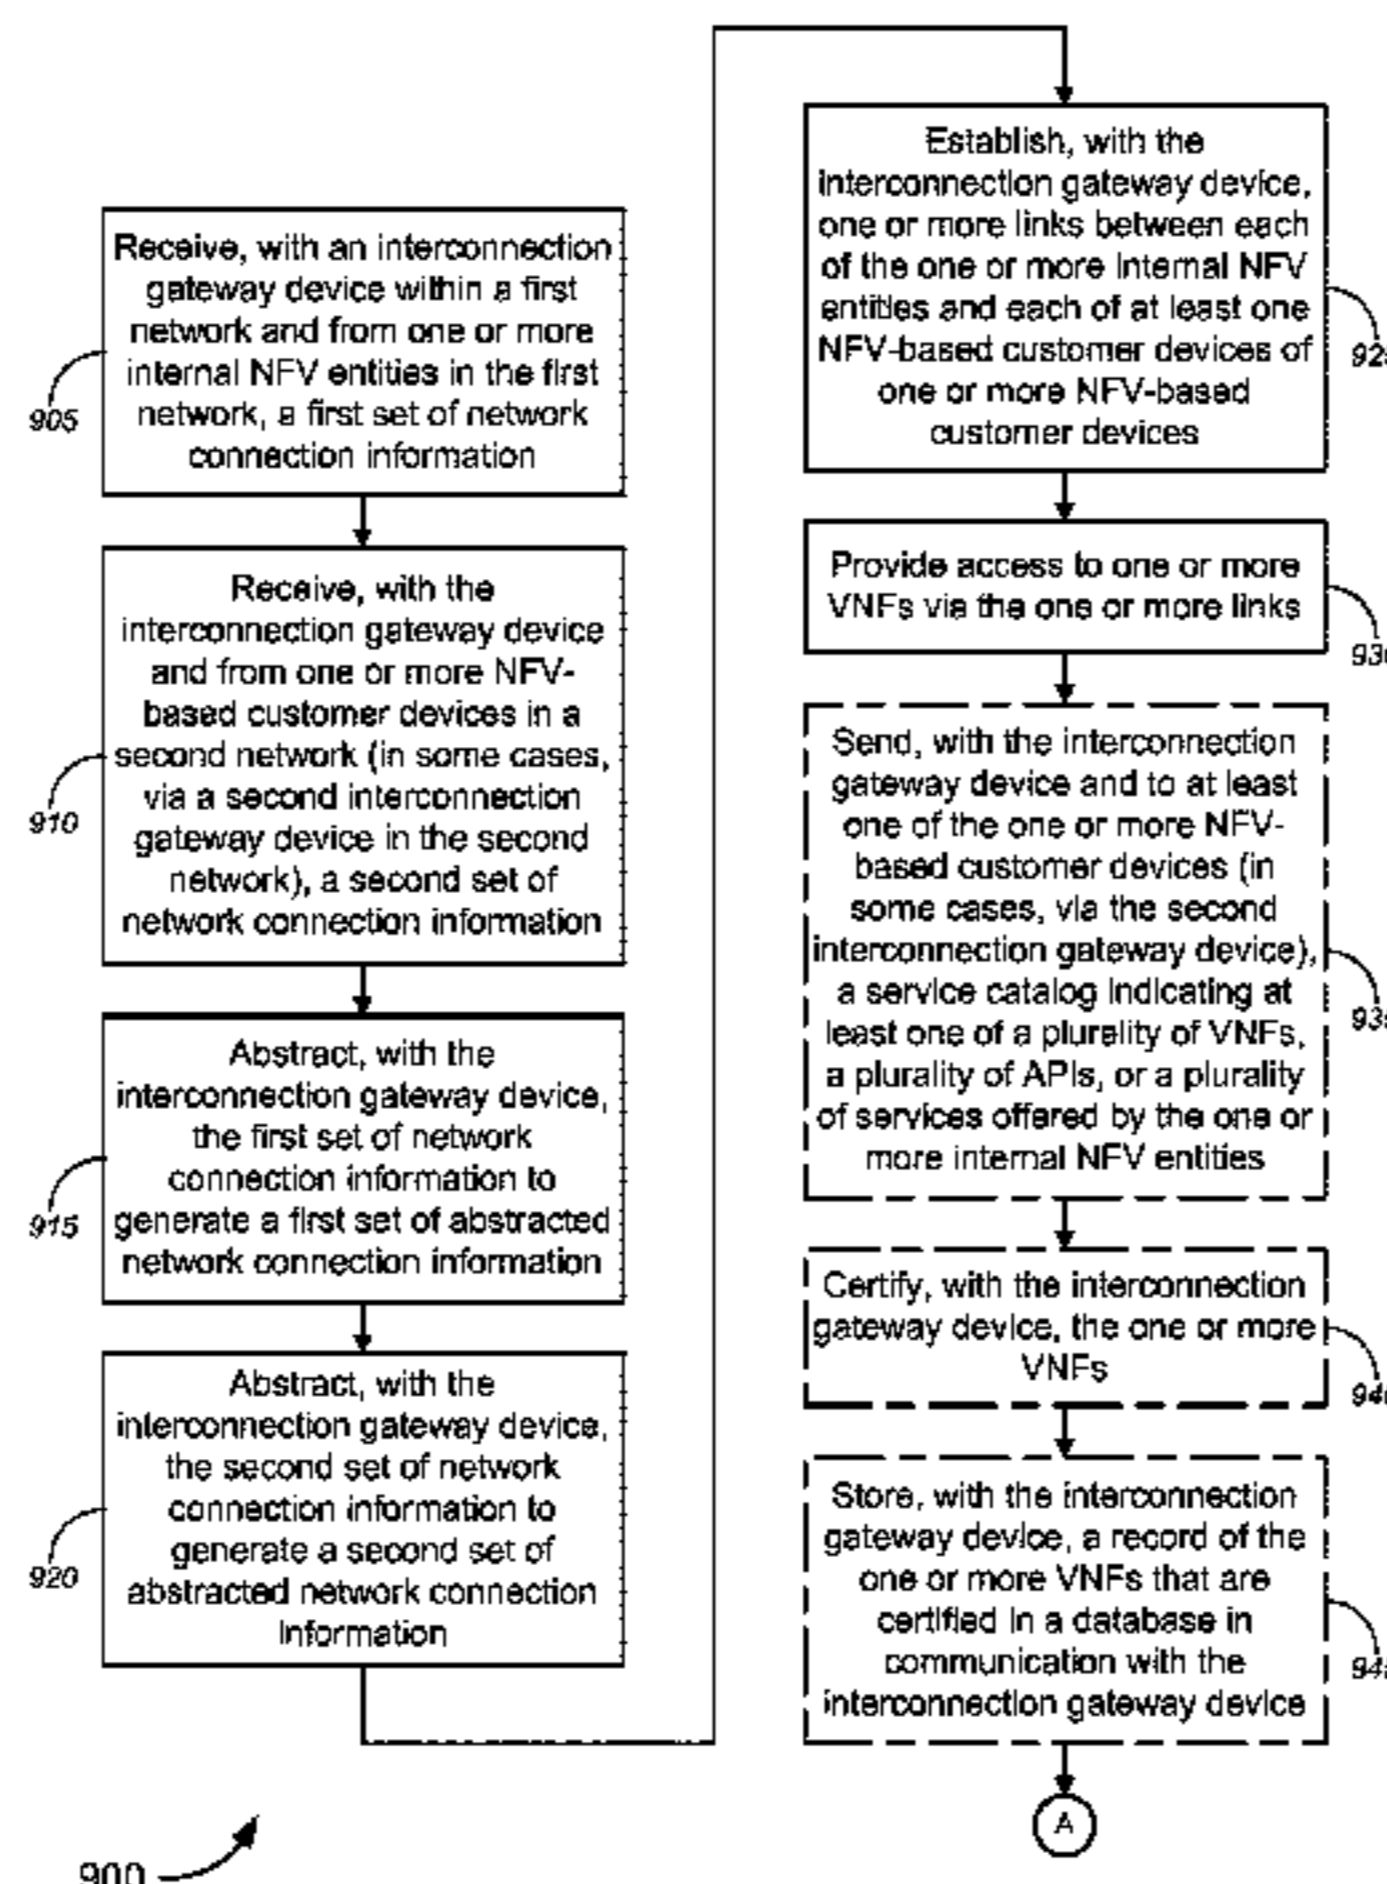 Receive, with an interconnection
gateway device within a first
network and from one or more
internal NFV entities in the first
network, a first set of network
connection information
905
Receive, with the
interconnection gateway device
and from one or more NFV-
based customer devices in a
second network (in some cases,
via a second interconnection
gateway device in the second
network), a second set of
network connection information
910
Abstract, with the
interconnection gateway device,
the first set of network
connection information to
generate a first set of abstracted
network connection information
915
Abstract, with the
interconnection gateway device,
the second set of network
connection information to
generate a second set of
abstracted network connection
information
920
900
Establish, with the
interconnection gateway device,
one or more links between each
of the one or more internal NFV
entities and each of at least one
NFV-based customer devices of
one or more NFV-based
customer devices
Provide access to one or more
VNFs via the one or more links
Send, with the interconnection
gateway device and to at least
one of the one or more NFV-
based customer devices (in
some cases, via the second
interconnection gateway device),
a service catalog indicating at
least one of a plurality of VNFs,
a plurality of APIs, or a plurality
of services offered by the one or
more internal NFV entities
Certify, with the interconnection
gateway device, the one or more
VNFs
Store, with the interconnection
gateway device, a record of the
one or more VNFs that are
certified in a database in
communication with the
interconnection gateway device
A